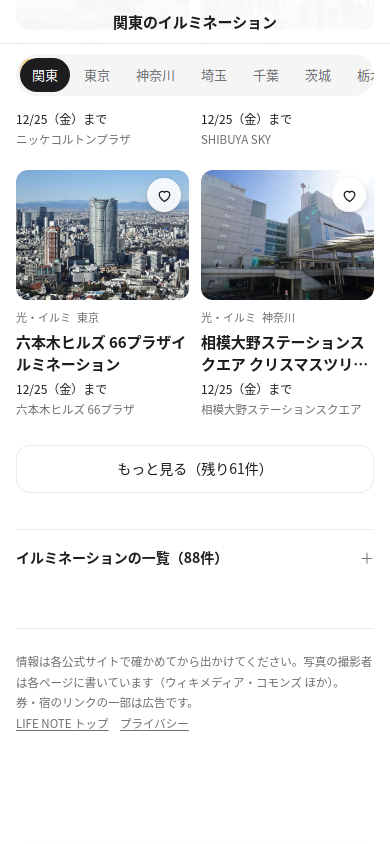 関東のイルミネーション
関東 東京 神奈川 埼玉 千葉 茨城
12/25（金）まで
ニッケコルトンプラザ
12/25（金）まで
SHIBUYA SKY
光・イルミ 東京
六本木ヒルズ 66プラザイ
ルミネーション
12/25（金）まで
六本木ヒルズ 66プラザ
光・イルミ 神奈川
相模大野ステーションス
クエア クリスマスツリ…
12/25（金）まで
相模大野ステーションスクエア
もっと見る（残り61件）
イルミネーションの一覧（88件）
情報は各公式サイトで確かめてから出かけてください。写真の撮影者
は各ページに書いています（ウィキメディア・コモンズ ほか）。
券・宿のリンクの一部は広告です。
LIFE NOTE トップ プライバシー